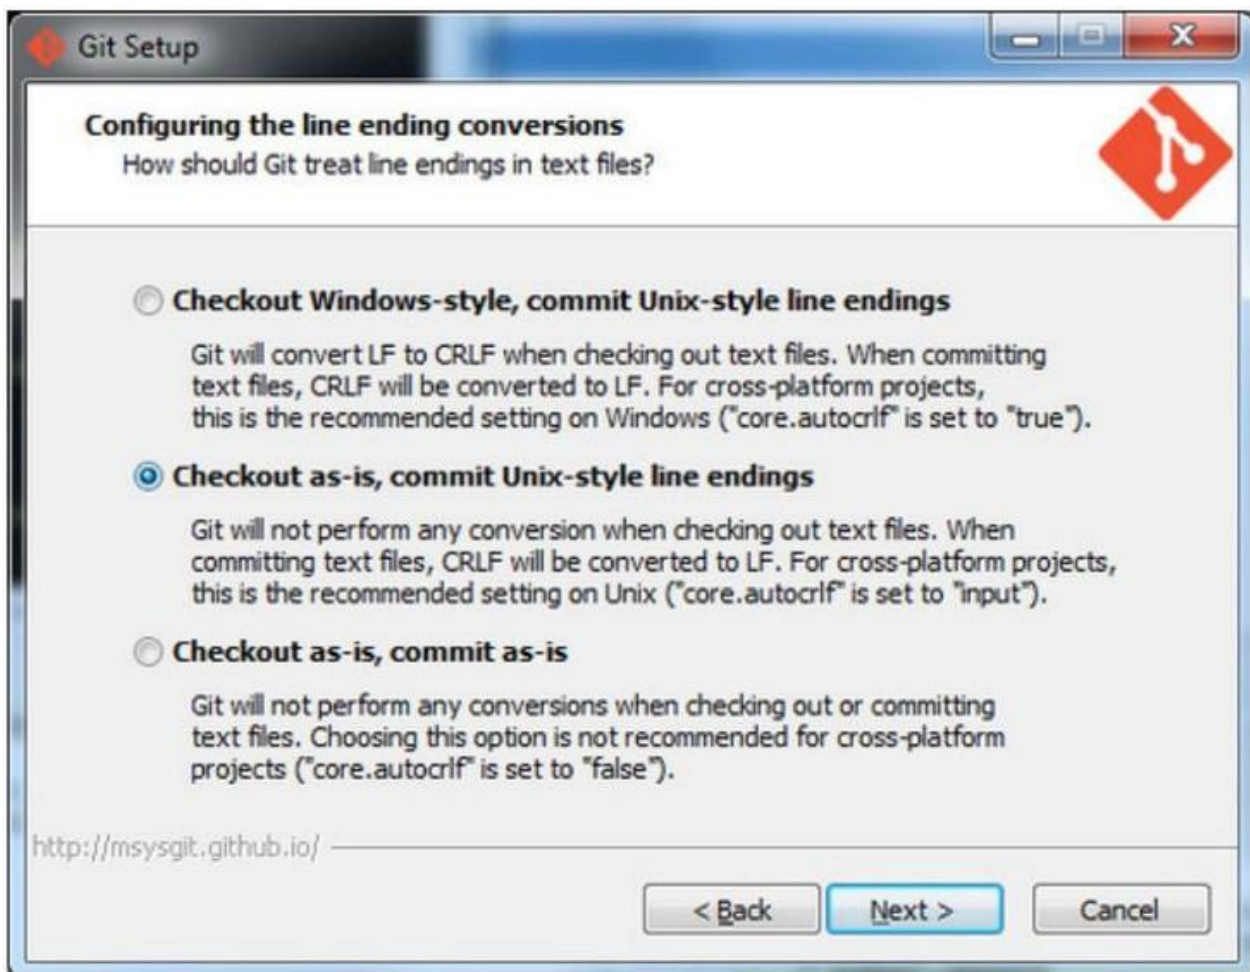 Git Setup
Configuring the line ending conversions
How should Git treat line endings in text files?
Checkout Windows-style, commit Unix-style line endings
Git will convert LF to CRLF when checking out text files. When committing
text files, CRLF will be converted to LF. For cross-platform projects,
this is the recommended setting on Windows ("core.autocrlf" is set to "true").
Checkout as-is, commit Unix-style line endings
Git will not perform any conversion when checking out text files. When
committing text files, CRLF will be converted to LF. For cross-platform projects,
this is the recommended setting on Unix ("core.autocrlf" is set to "input").
Checkout as-is, commit as-is
Git will not perform any conversions when checking out or committing
text files. Choosing this option is not recommended for cross-platform
projects ("core.autocrlf" is set to "false").
http://msysgit.github.io/
< Back Next > Cancel